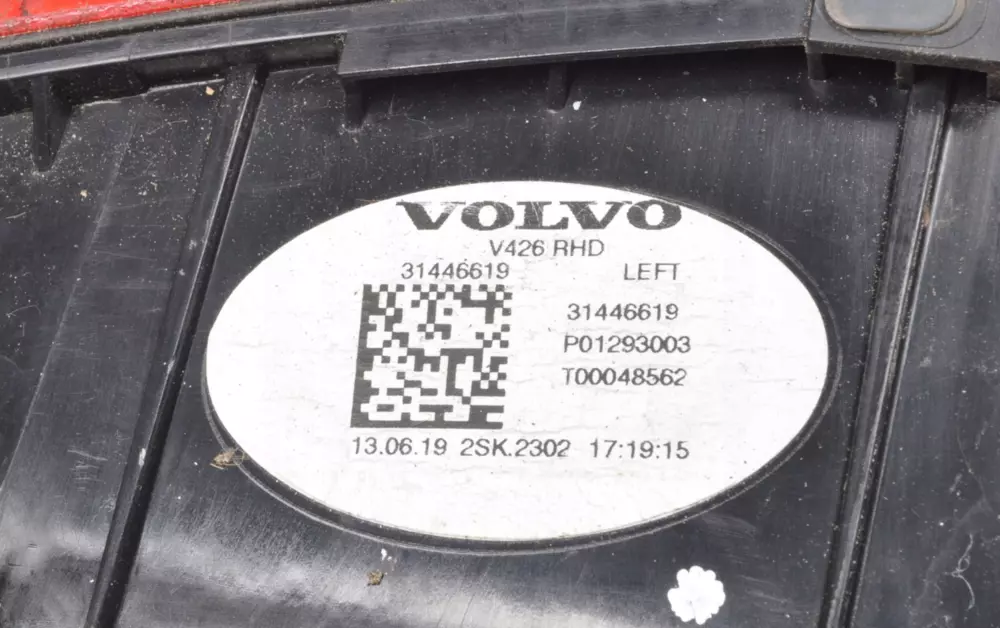 VOLVO
V426 RHD
31446619 LEFT
31446619
P01293003
T00048562
13.06.19 2SK.2302 17:19:15